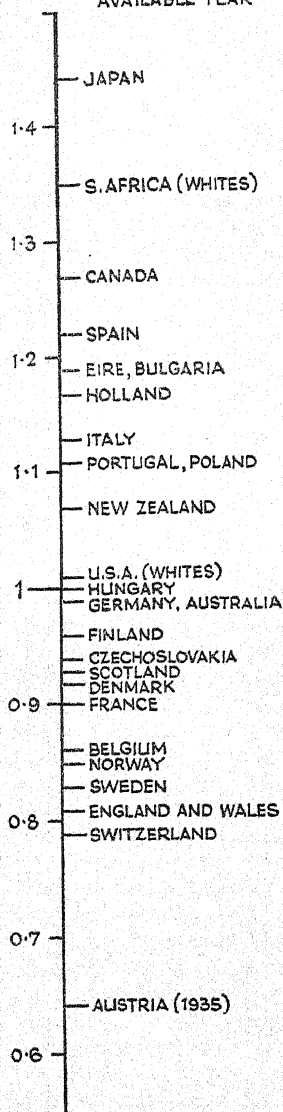 AVAILABLE YEAR
JAPAN
1·4
S. AFRICA (WHITES)
1·3
CANADA
SPAIN
1·2
EIRE, BULGARIA
HOLLAND
ITALY
PORTUGAL, POLAND
1·1
NEW ZEALAND
U.S.A. (WHITES)
1 HUNGARY
GERMANY, AUSTRALIA
FINLAND
CZECHOSLOVAKIA
SCOTLAND
DENMARK
0·9 FRANCE
BELGIUM
NORWAY
SWEDEN
ENGLAND AND WALES
0·8
SWITZERLAND
0·7
AUSTRIA (1935)
0·6